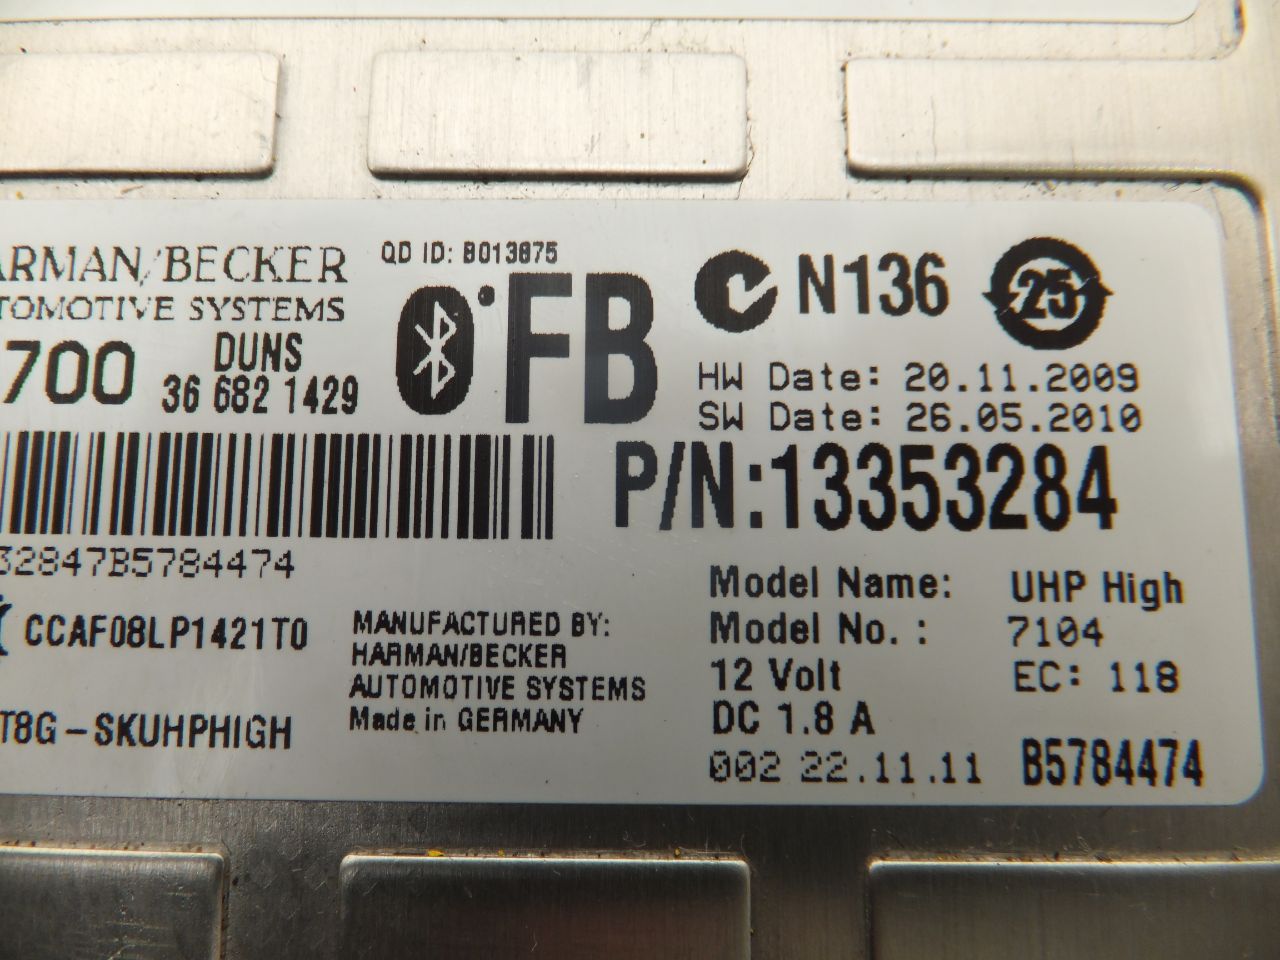 ARMAN/BECKER
TOMOTIVE SYSTEMS
700
DUNS
36 682 1429
QD ID: B013875
FB
N136
25
HW Date: 20.11.2009
SW Date: 26.05.2010
P/N:13353284
32847B5784474
CCAF08LP1421T0
T8G-SKUHPHIGH
MANUFACTURED BY:
HARMAN/BECKER
AUTOMOTIVE SYSTEMS
Made in GERMANY
Model Name: UHP High
Model No. : 7104
12 Volt EC: 118
DC 1.8 A
002 22.11.11 B5784474